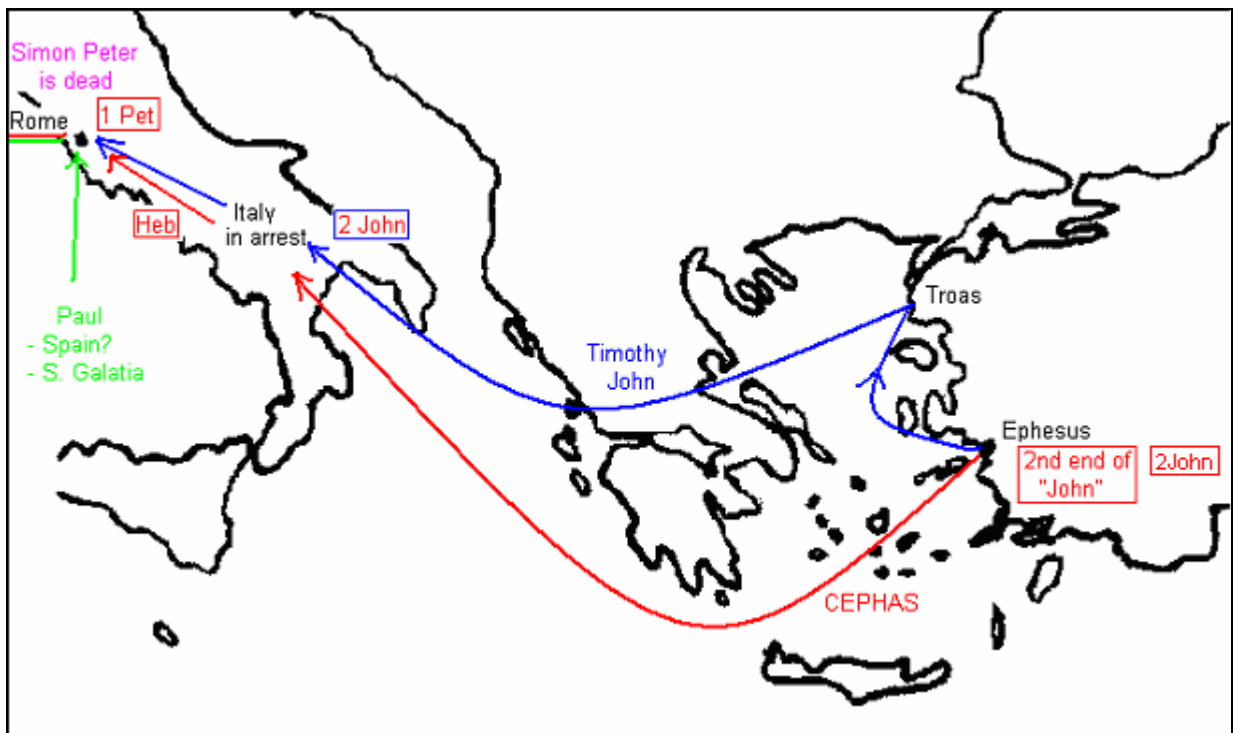 Simon Peter
is dead
Rome
1 Pet
Heb
Italy
in arrest
2 John
Paul
- Spain?
- S. Galatia
Timothy
John
Troas
Ephesus
2nd end of
"John"
2John
CEPHAS